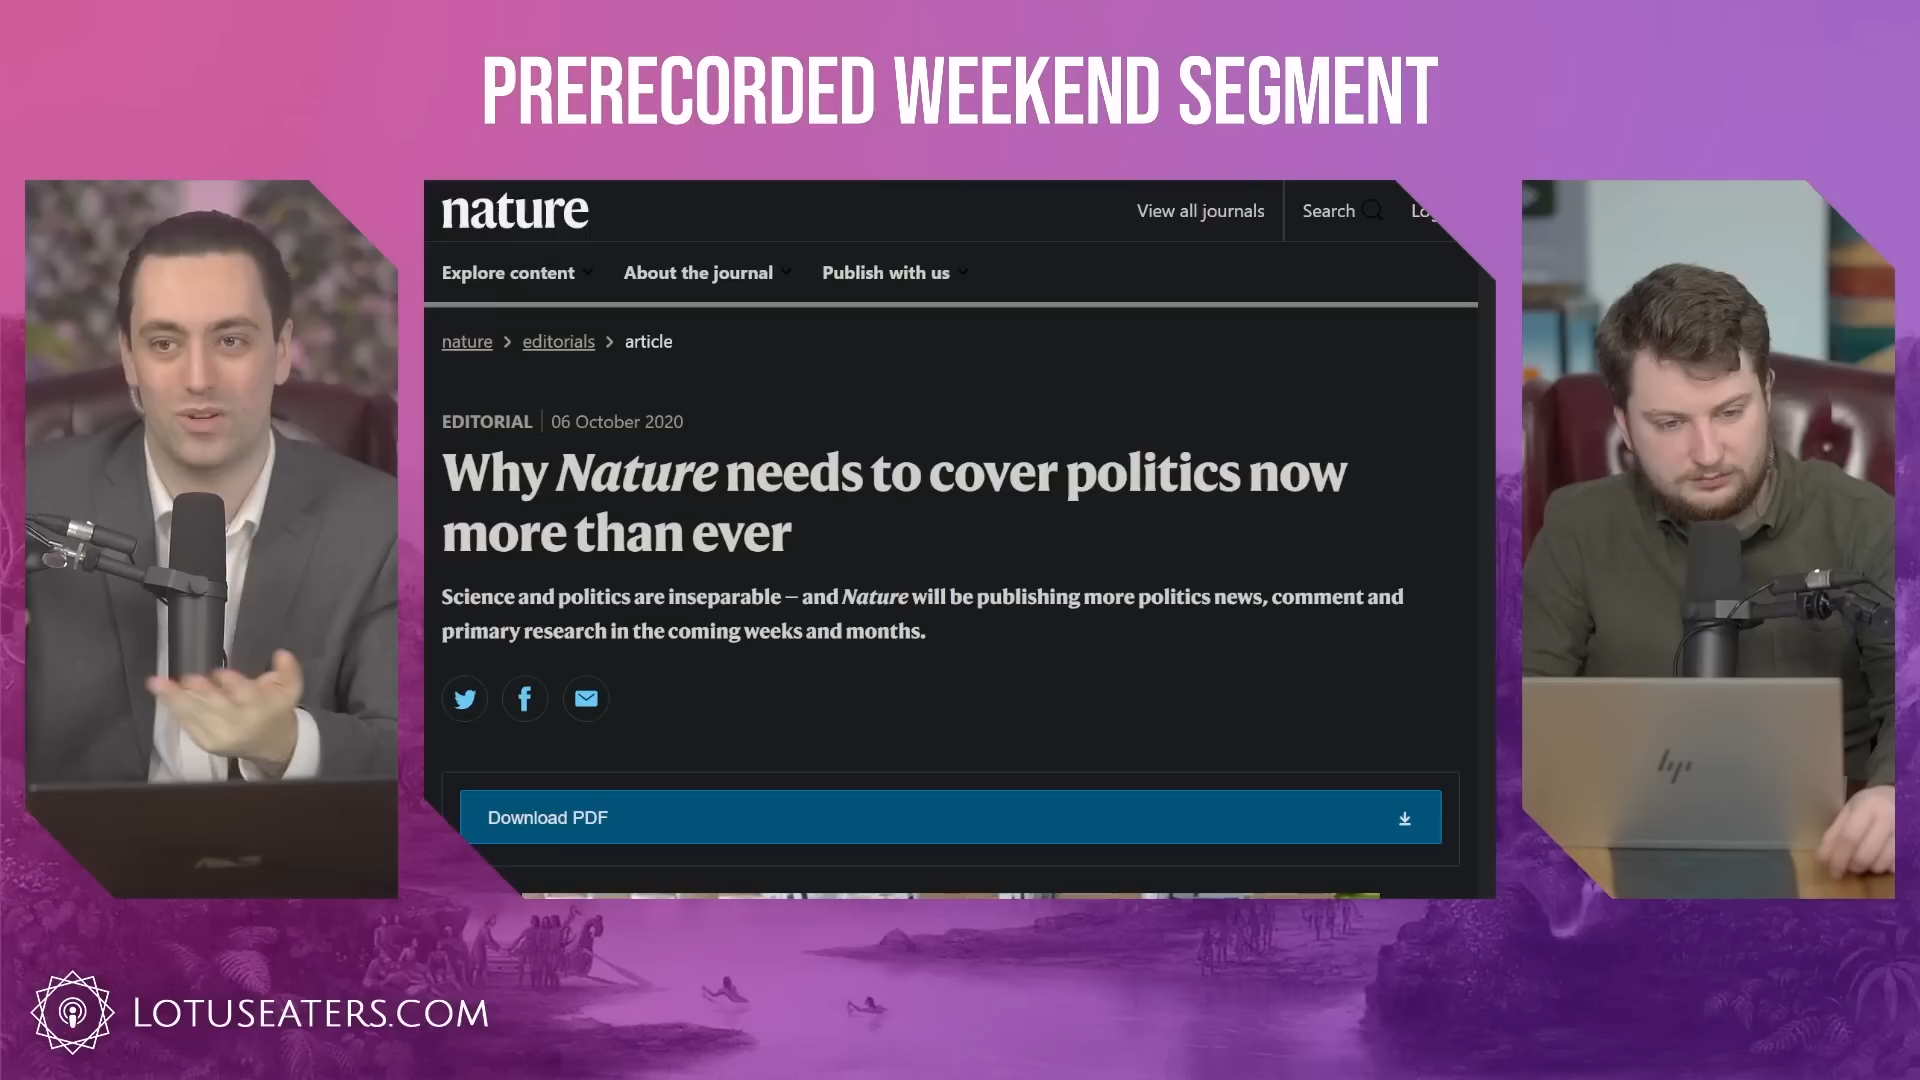 PRERECORDED WEEKEND SEGMENT
nature
View all journals
Search
Explore content
About the journal
Publish with us
nature > editorials > article
EDITORIAL | 06 October 2020
Why Nature needs to cover politics now
more than ever
Science and politics are inseparable — and Nature will be publishing more politics news, comment and
primary research in the coming weeks and months.
f
Download PDF
hp
LOTUSEATERS.COM